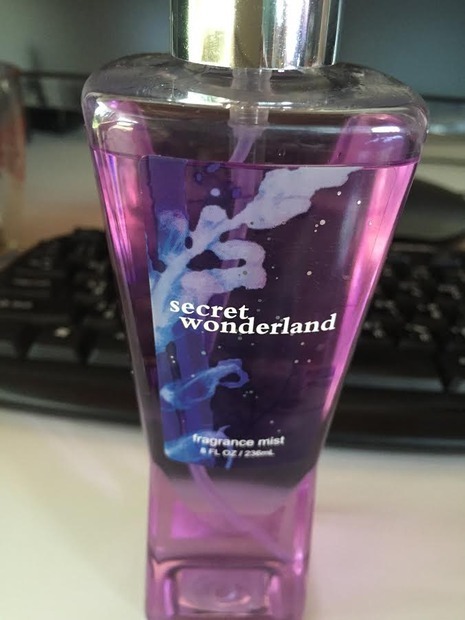 secret
wonderland
fragrance mist
8 FL OZ / 236mL